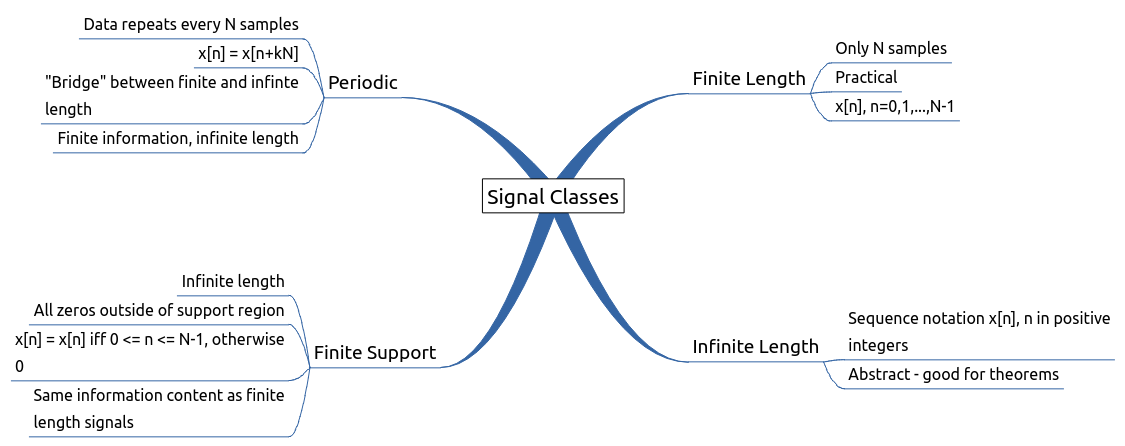 Signal Classes
Periodic
Data repeats every N samples
x[n] = x[n+kN]
"Bridge" between finite and infinte
length
Finite information, infinite length
Finite Length
Only N samples
Practical
x[n], n=0,1,...,N-1
Finite Support
Infinite length
All zeros outside of support region
x[n] = x[n] iff 0 <= n <= N-1, otherwise
0
Same information content as finite
length signals
Infinite Length
Sequence notation x[n], n in positive
integers
Abstract - good for theorems